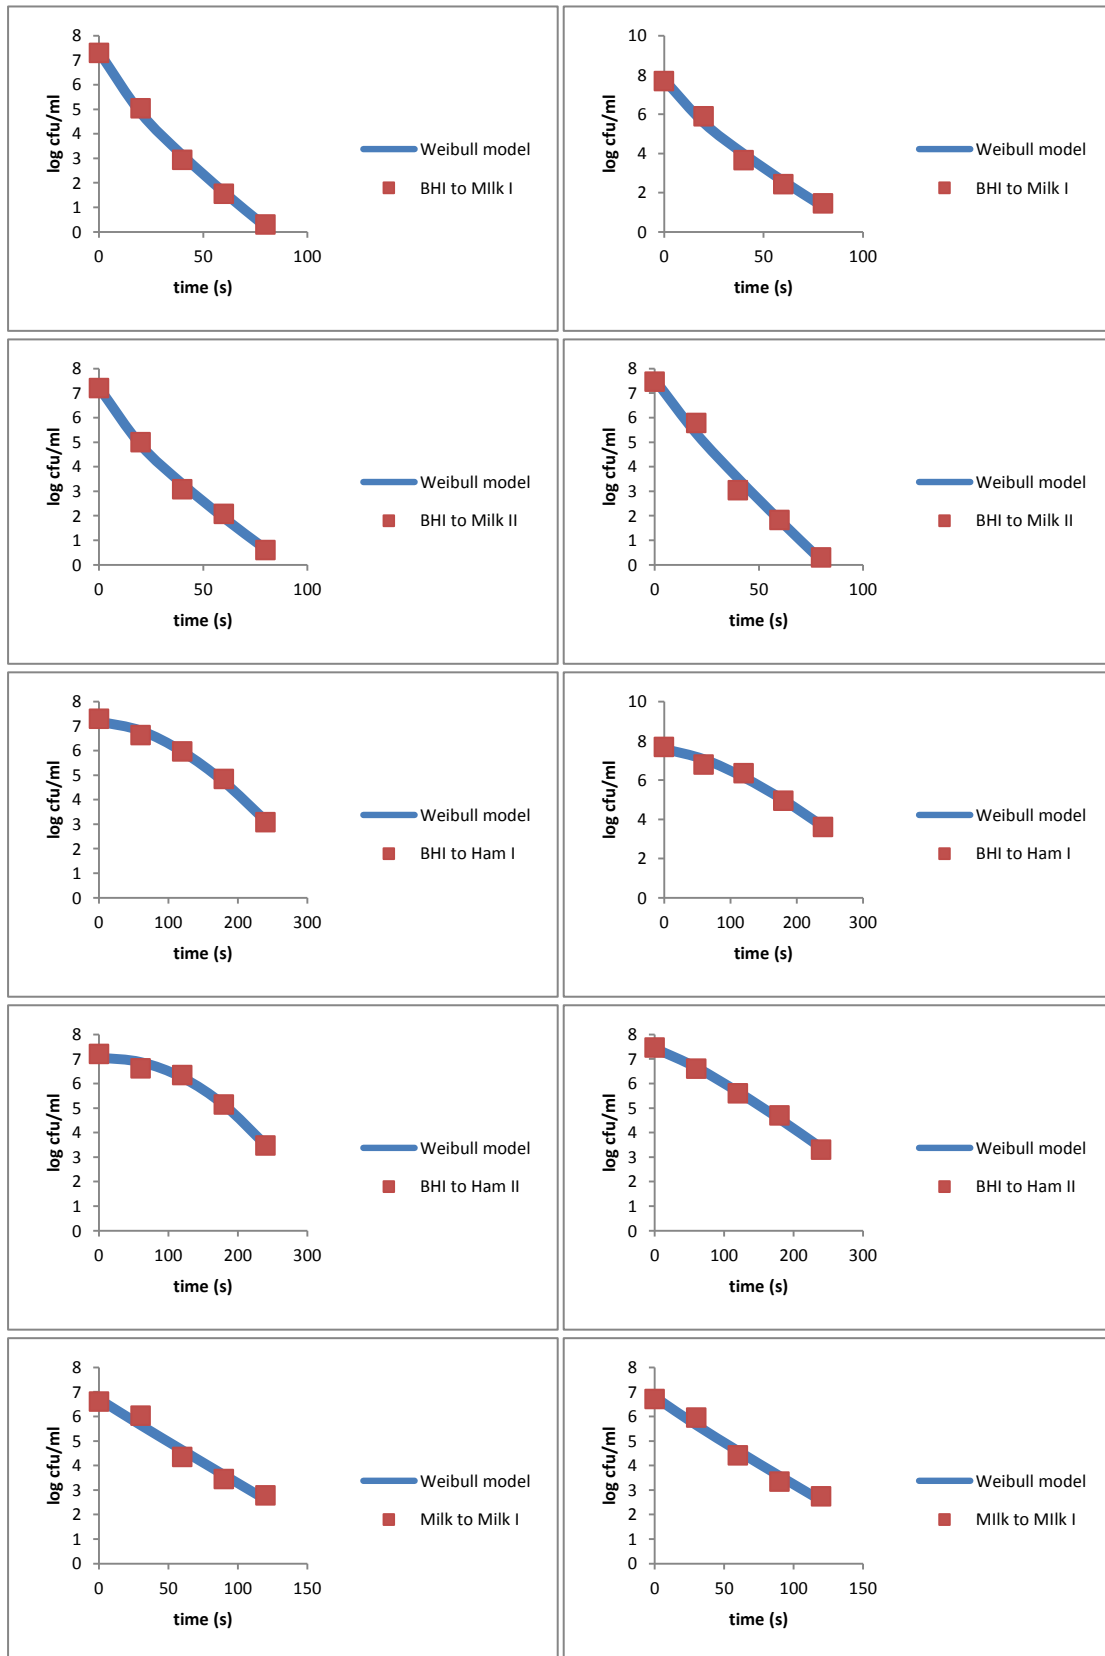 8
7
6
5
4
3
2
1
0
0 50 100
log cfu/ml
time (s)
Weibull model
BHI to MIlk I
10
8
6
4
2
0
0 50 100
log cfu/ml
time (s)
Weibull model
BHI to Milk I
8
7
6
5
4
3
2
1
0
0 50 100
log cfu/ml
time (s)
Weibull model
BHI to Milk II
8
7
6
5
4
3
2
1
0
0 50 100
log cfu/ml
time (s)
Weibull model
BHI to Milk II
8
7
6
5
4
3
2
1
0
0 100 200 300
log cfu/ml
time (s)
Weibull model
BHI to Ham I
10
8
6
4
2
0
0 100 200 300
log cfu/ml
time (s)
Weibull model
BHI to Ham I
8
7
6
5
4
3
2
1
0
0 100 200 300
log cfu/ml
time (s)
Weibull model
BHI to Ham II
8
7
6
5
4
3
2
1
0
0 100 200 300
log cfu/ml
time (s)
Weibull model
BHI to Ham II
8
7
6
5
4
3
2
1
0
0 50 100 150
log cfu/ml
time (s)
Weibull model
Milk to Milk I
8
7
6
5
4
3
2
1
0
0 50 100 150
log cfu/ml
time (s)
Weibull model
MIlk to MIlk I